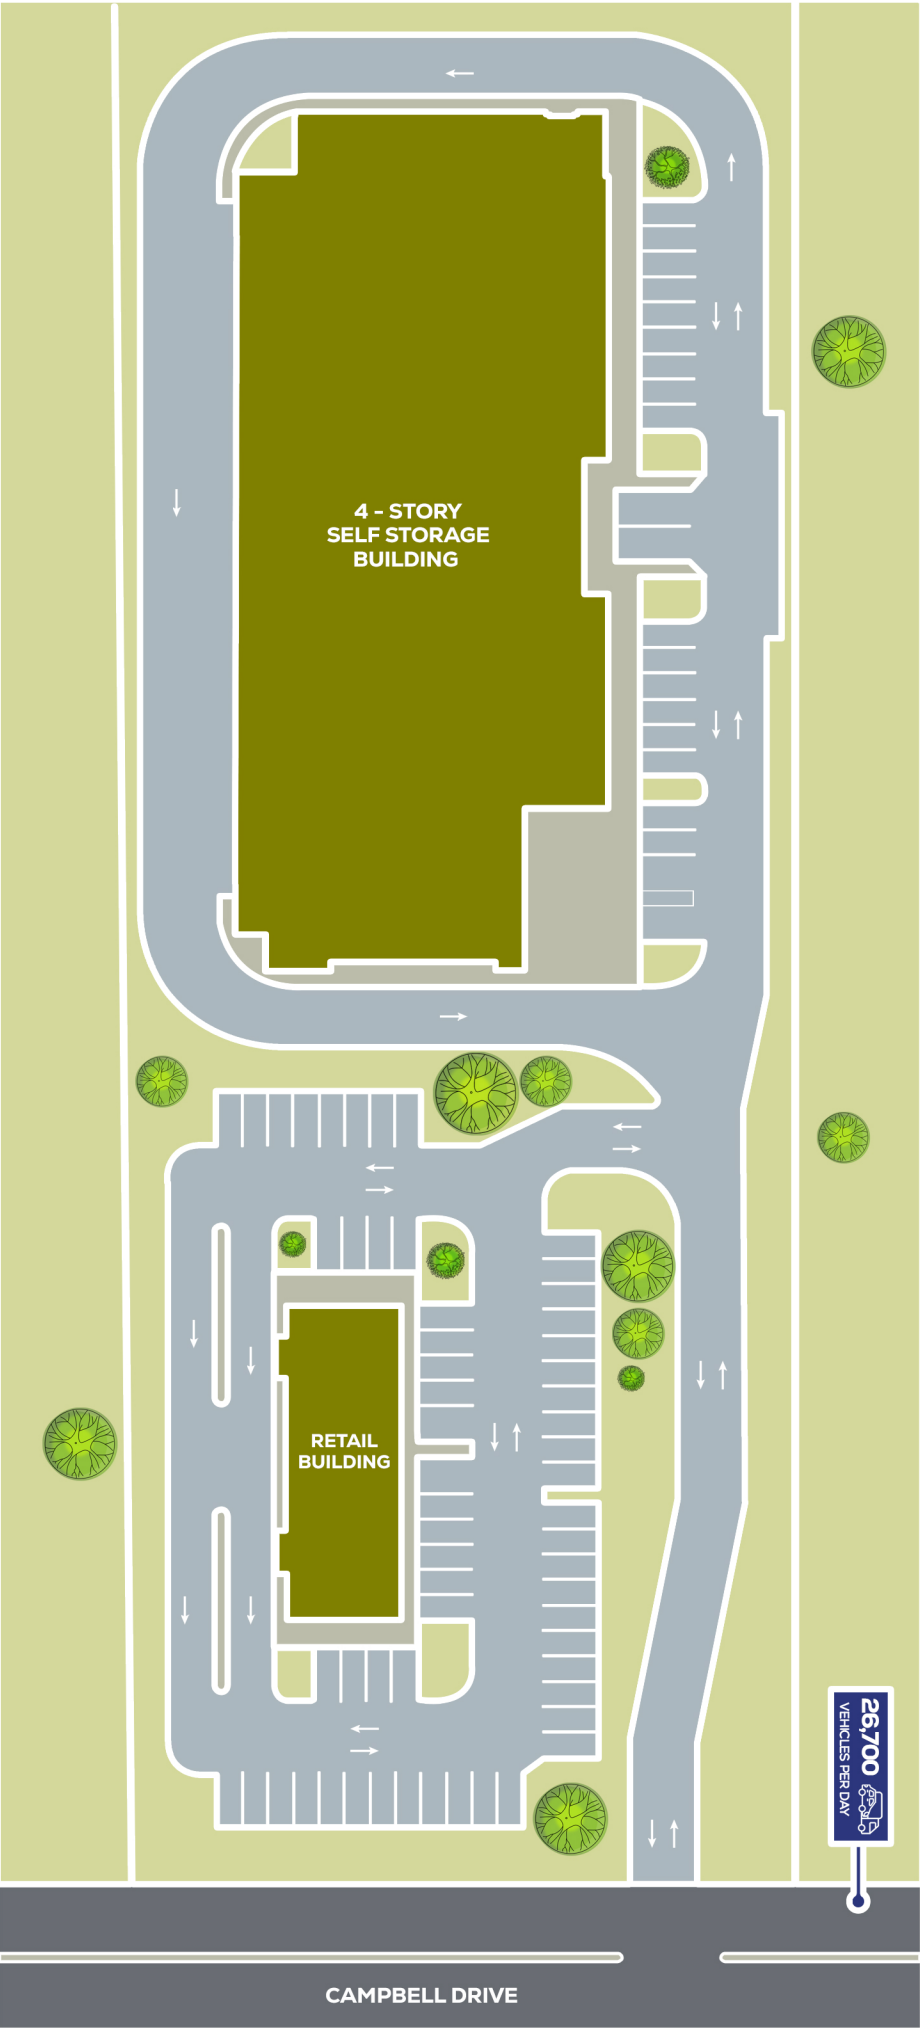 4 - STORY
SELF STORAGE
BUILDING
RETAIL
BUILDING
26,700
VEHICLES PER DAY
CAMPBELL DRIVE